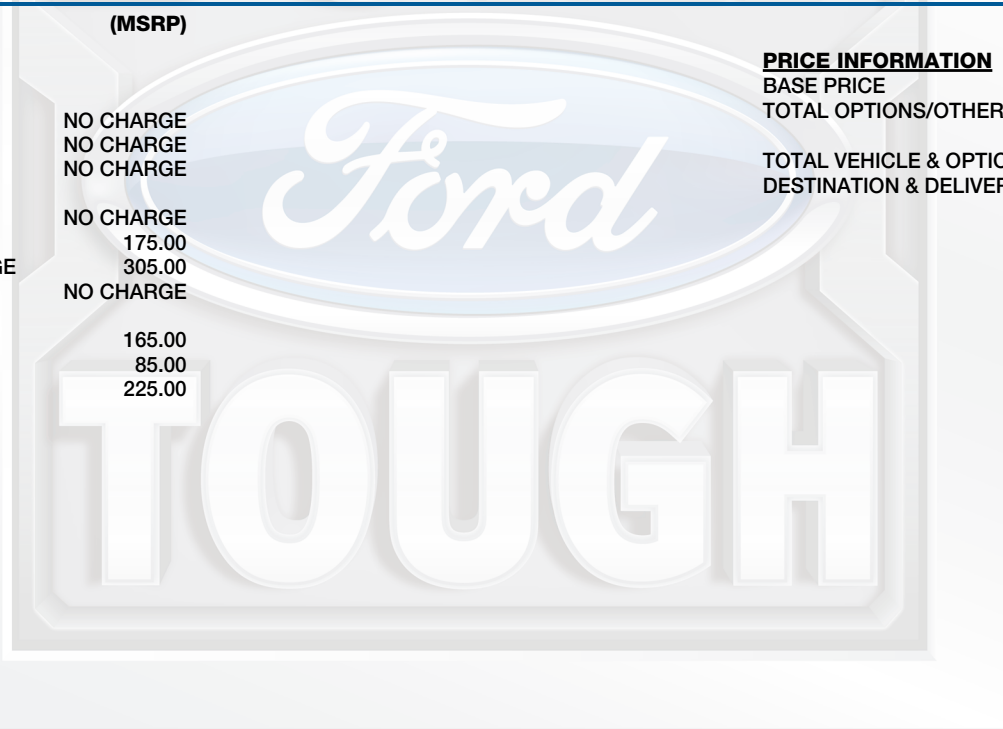 (MSRP)
NO CHARGE
NO CHARGE
NO CHARGE
NO CHARGE
175.00
GE 305.00
NO CHARGE
165.00
85.00
225.00
PRICE INFORMATION
BASE PRICE
TOTAL OPTIONS/OTHER
TOTAL VEHICLE & OPTIO
DESTINATION & DELIVER
Ford
TOUGH